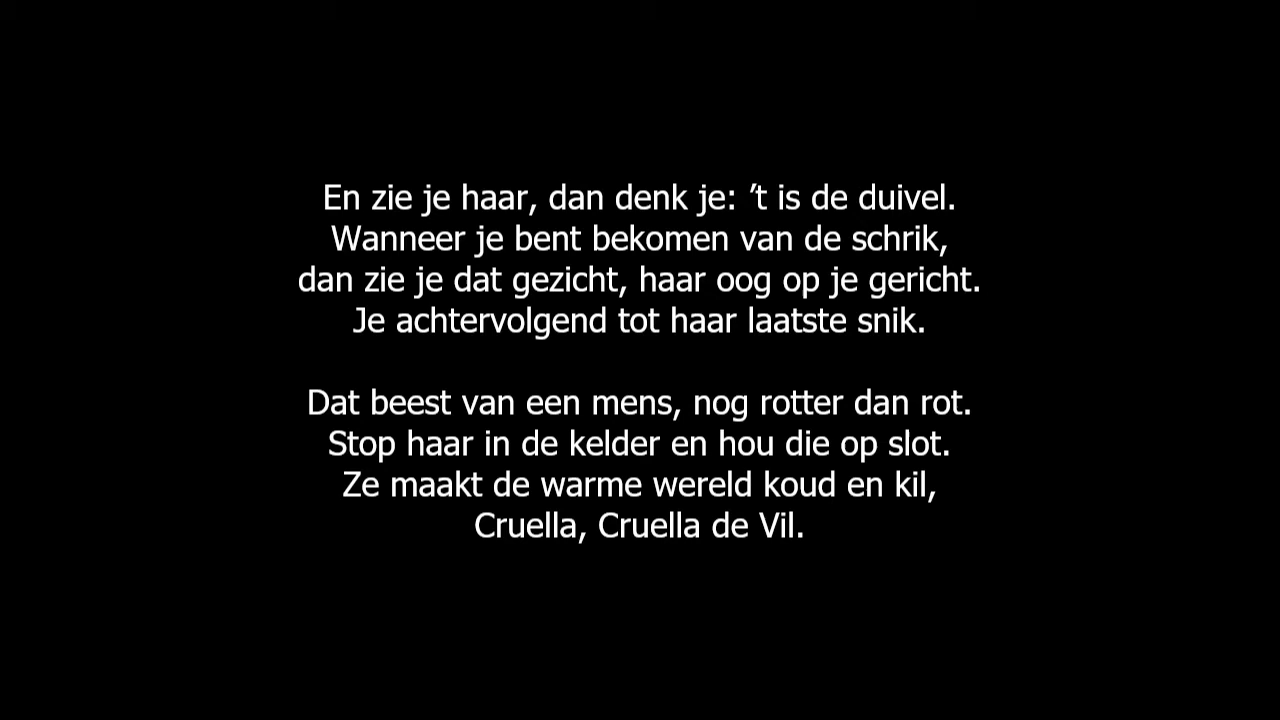 En zie je haar, dan denk je: ’t is de duivel.
Wanneer je bent bekomen van de schrik,
dan zie je dat gezicht, haar oog op je gericht.
Je achtervolgend tot haar laatste snik.
Dat beest van een mens, nog rotter dan rot.
Stop haar in de kelder en hou die op slot.
Ze maakt de warme wereld koud en kil,
Cruella, Cruella de Vil.